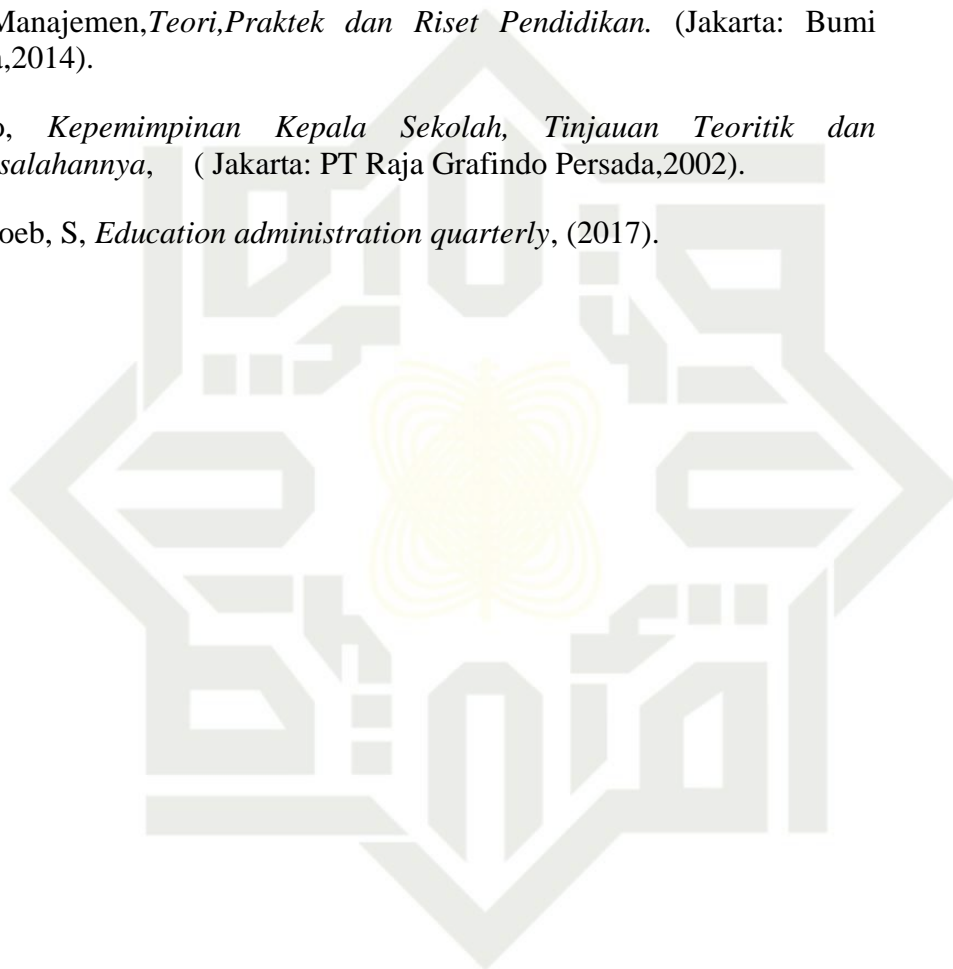 Manajemen,Teori,Praktek dan Riset Pendidikan. (Jakarta: Bumi
,2014).
Kepemimpinan Kepala Sekolah, Tinjauan Teoritik dan
salahannya, ( Jakarta: PT Raja Grafindo Persada,2002).
oeb, S, Education administration quarterly, (2017).